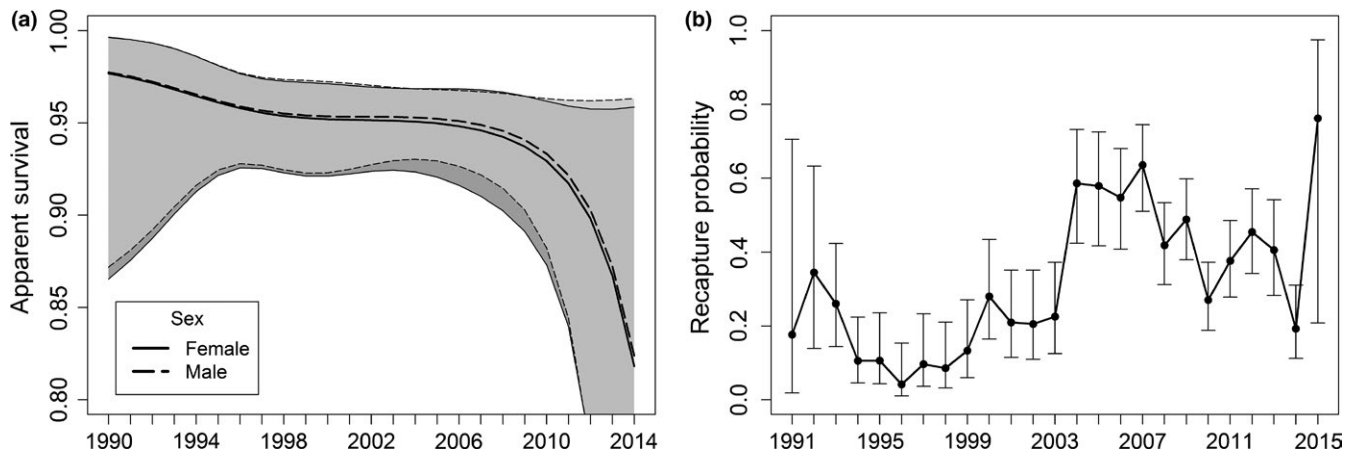 (a)
Apparent survival
1.00
0.95
0.90
0.85
0.80
Sex
Female
Male
1990 1994 1998 2002 2006 2010 2014
(b)
Recapture probability
1.0
0.8
0.6
0.4
0.2
0.0
1991 1995 1999 2003 2007 2011 2015